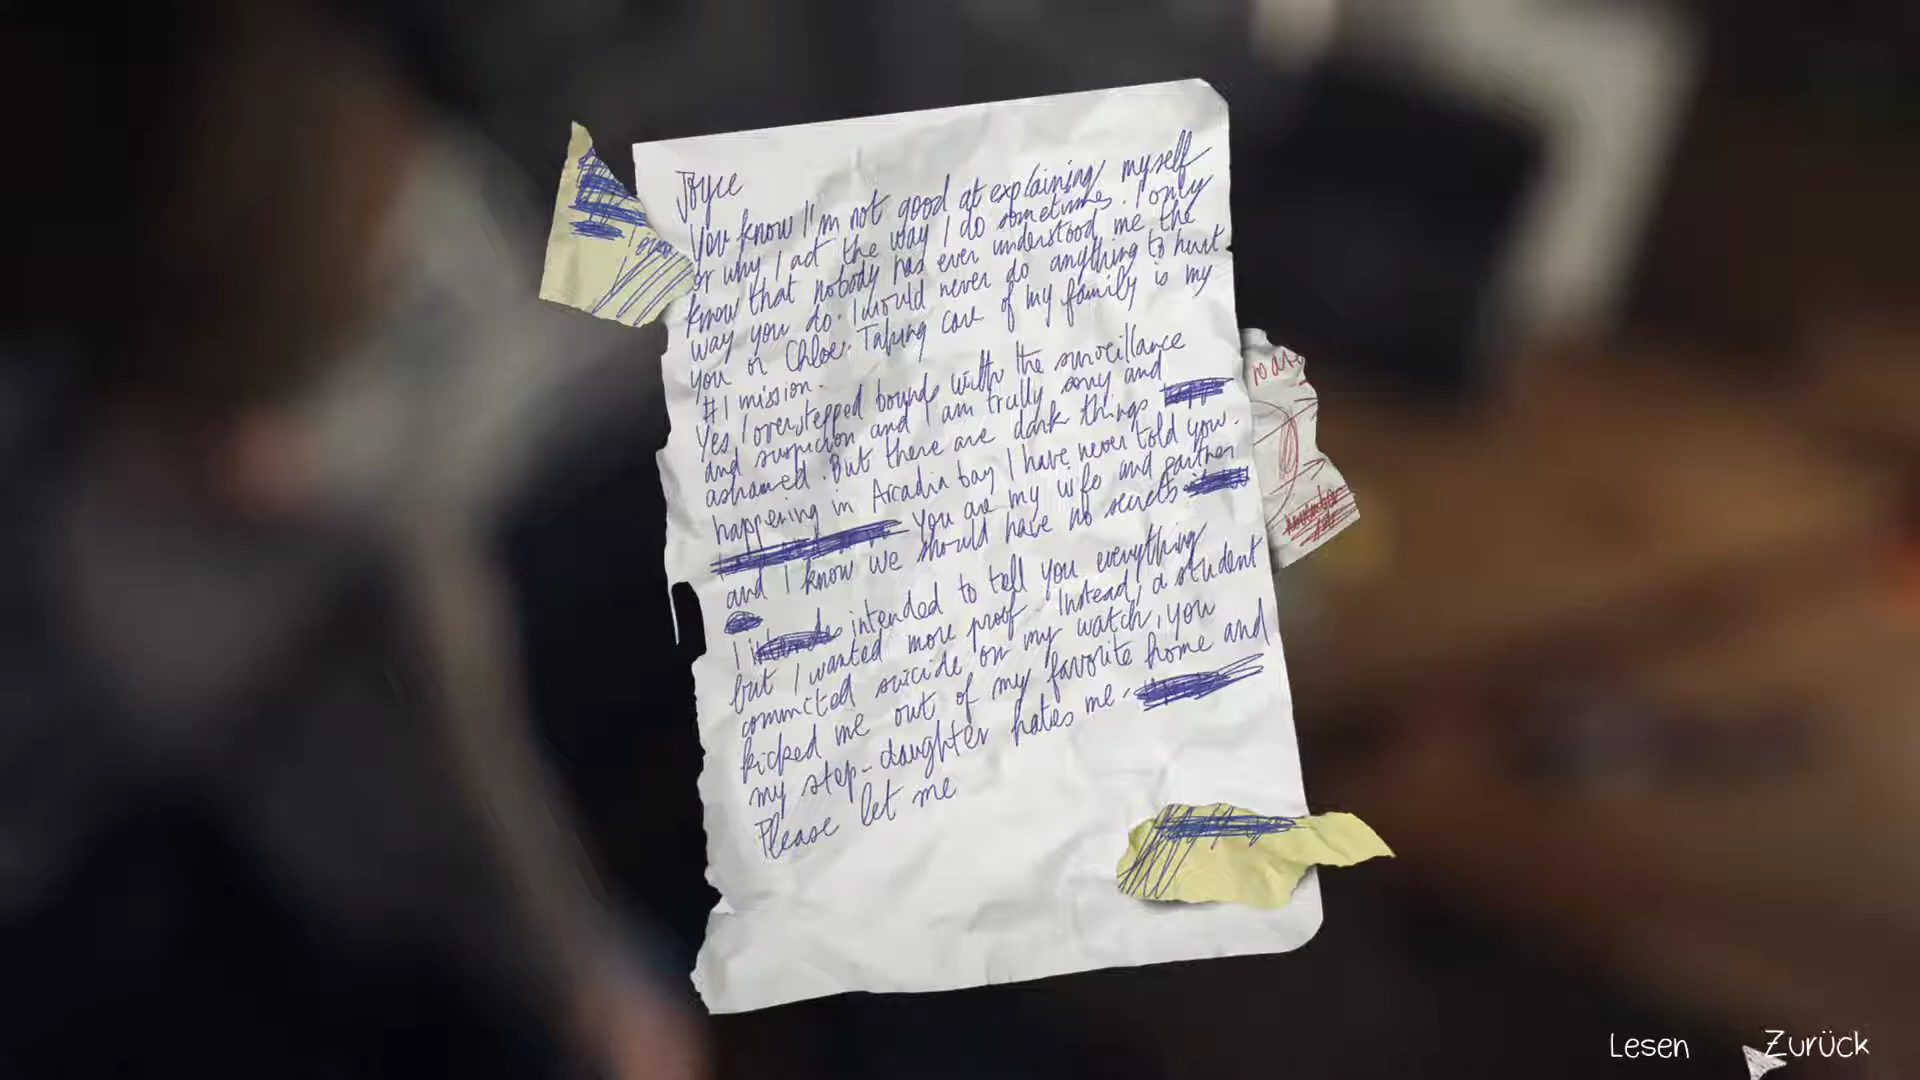 Joyce
You know I'm not good at explaining myself
or why I act the way I do sometimes. I only
know that nobody has ever understood me the
way you do. I would never do anything to hurt
you or Chloe. Taking care of my family is my
#1 mission.
Yes I overstepped bounds with the surveillance
and suspicion and I am trully sorry and
ashamed. But there are dark things
happening in Arcadia bay I have never told you.
You are my wife and partner
and I know we should have no secrets
I intended to tell you everything
but I wanted more proof. Instead, a student
committed suicide on my watch, you
kicked me out of my favorite home and
my step-daughter hates me.
Please let me
Lesen
Zurück